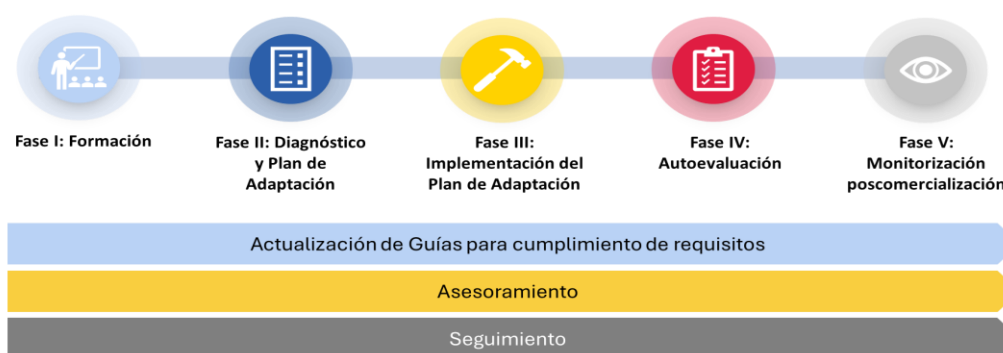 Fase I: Formación
Fase II: Diagnóstico
y Plan de
Adaptación
Fase III:
Implementación del
Plan de Adaptación
Fase IV:
Autoevaluación
Fase V:
Monitorización
poscomercialización
Actualización de Guías para cumplimiento de requisitos
Asesoramiento
Seguimiento